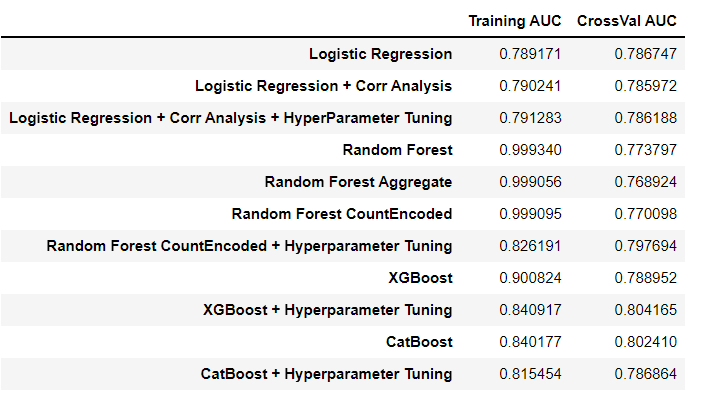 Training AUC CrossVal AUC
Logistic Regression 0.789171 0.786747
Logistic Regression + Corr Analysis 0.790241 0.785972
Logistic Regression + Corr Analysis + HyperParameter Tuning 0.791283 0.786188
Random Forest 0.999340 0.773797
Random Forest Aggregate 0.999056 0.768924
Random Forest CountEncoded 0.999095 0.770098
Random Forest CountEncoded + Hyperparameter Tuning 0.826191 0.797694
XGBoost 0.900824 0.788952
XGBoost + Hyperparameter Tuning 0.840917 0.804165
CatBoost 0.840177 0.802410
CatBoost + Hyperparameter Tuning 0.815454 0.786864